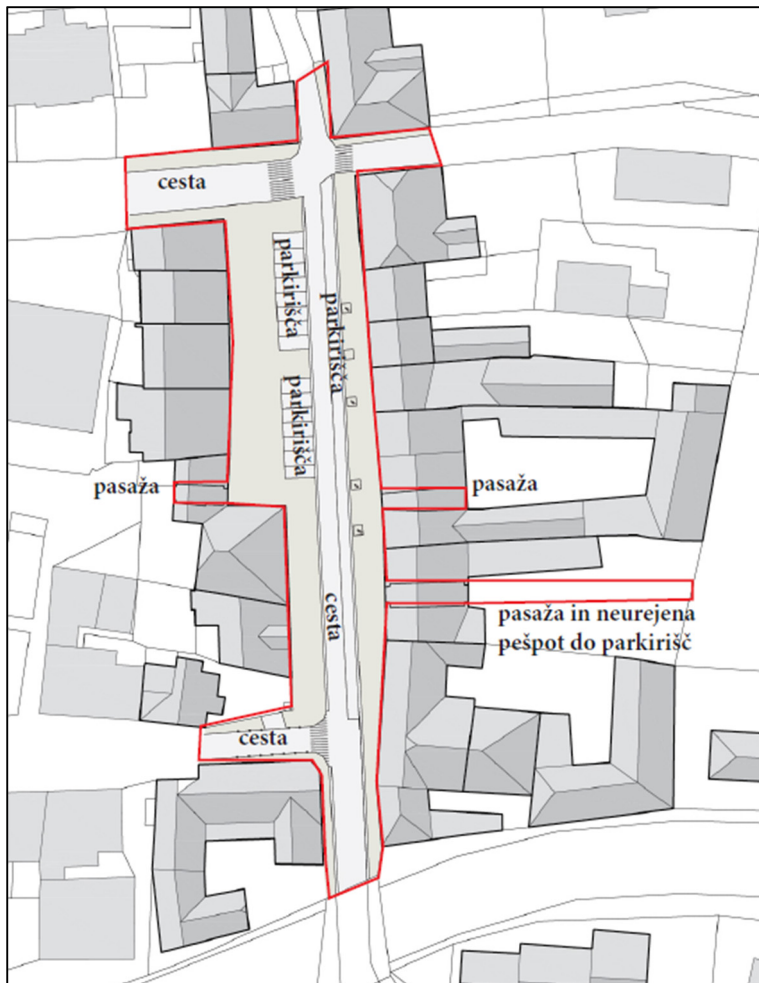 cesta
parkirišča
parkirišča
parkirišča
pasaža
pasaža
cesta
pasaža in neurejena
pešpot do parkirišč
cesta